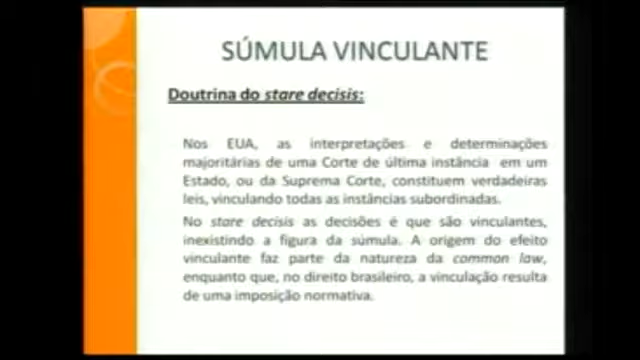 SÚMULA VINCULANTE
Doutrina do stare decisis:
Nos EUA, as interpretações e determinações
majoritárias de uma Corte de última instância em um
Estado, ou da Suprema Corte, constituem verdadeiras
leis, vinculando todas as instâncias subordinadas.
No stare decisis as decisões é que são vinculantes,
inexistindo a figura da súmula. A origem do efeito
vinculante faz parte da natureza da common law,
enquanto que, no direito brasileiro, a vinculação resulta
de uma imposição normativa.